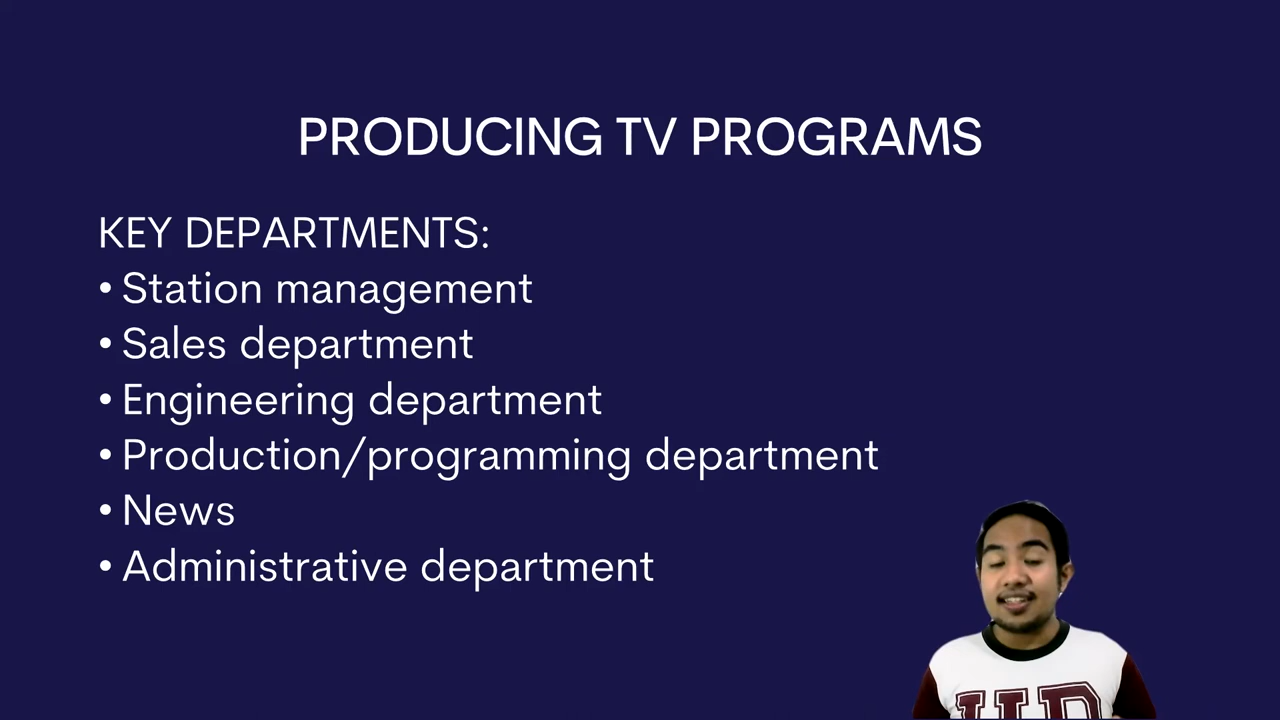 PRODUCING TV PROGRAMS
KEY DEPARTMENTS:
• Station management
• Sales department
• Engineering department
• Production/programming department
• News
• Administrative department